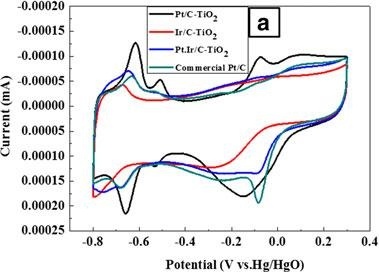 -0.00020
-0.00015
-0.00010
-0.00005
0.00000
0.00005
0.00010
0.00015
0.00020
0.00025
Current (mA)
Pt/C-TiO2
Ir/C-TiO2
Pt.Ir/C-TiO2
Commercial Pt/C
a
-0.8 -0.6 -0.4 -0.2 0.0 0.2 0.4
Potential (V vs.Hg/HgO)